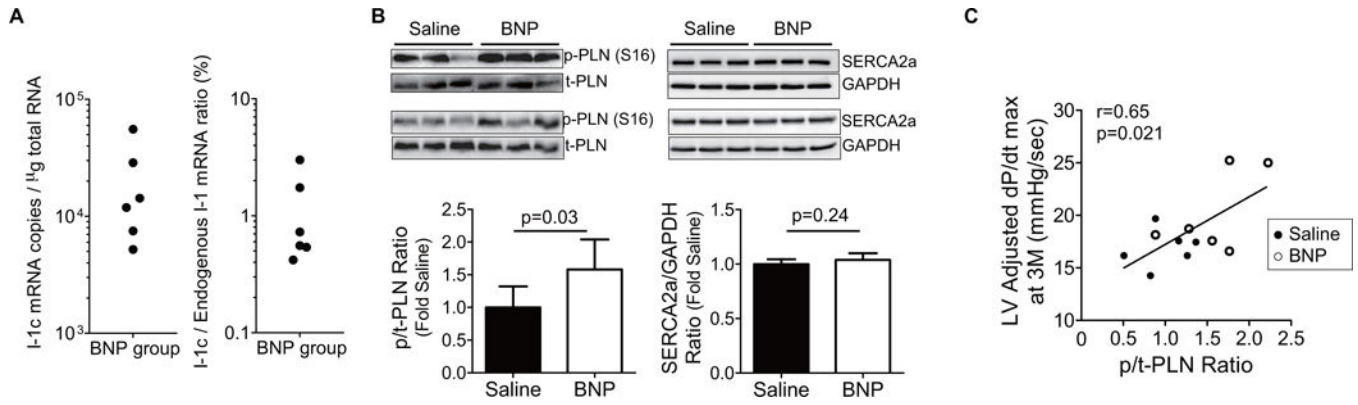 A
I-1c mRNA copies / µg total RNA
10⁵
10⁴
10³
BNP group
I-1c / Endogenous I-1 mRNA ratio (%)
10
1
0.1
BNP group
B
Saline BNP
p-PLN (S16)
t-PLN
p-PLN (S16)
t-PLN
Saline BNP
SERCA2a
GAPDH
SERCA2a
GAPDH
p/t-PLN Ratio
(Fold Saline)
2.5
2.0
1.5
1.0
0.5
0.0
p=0.03
Saline BNP
SERCA2a/GAPDH
Ratio (Fold Saline)
1.5
1.0
0.5
0.0
p=0.24
Saline BNP
C
LV Adjusted dP/dt max
at 3M (mmHg/sec)
30
25
20
15
10
r=0.65
p=0.021
0 0.5 1.0 1.5 2.0 2.5
p/t-PLN Ratio
Saline
BNP